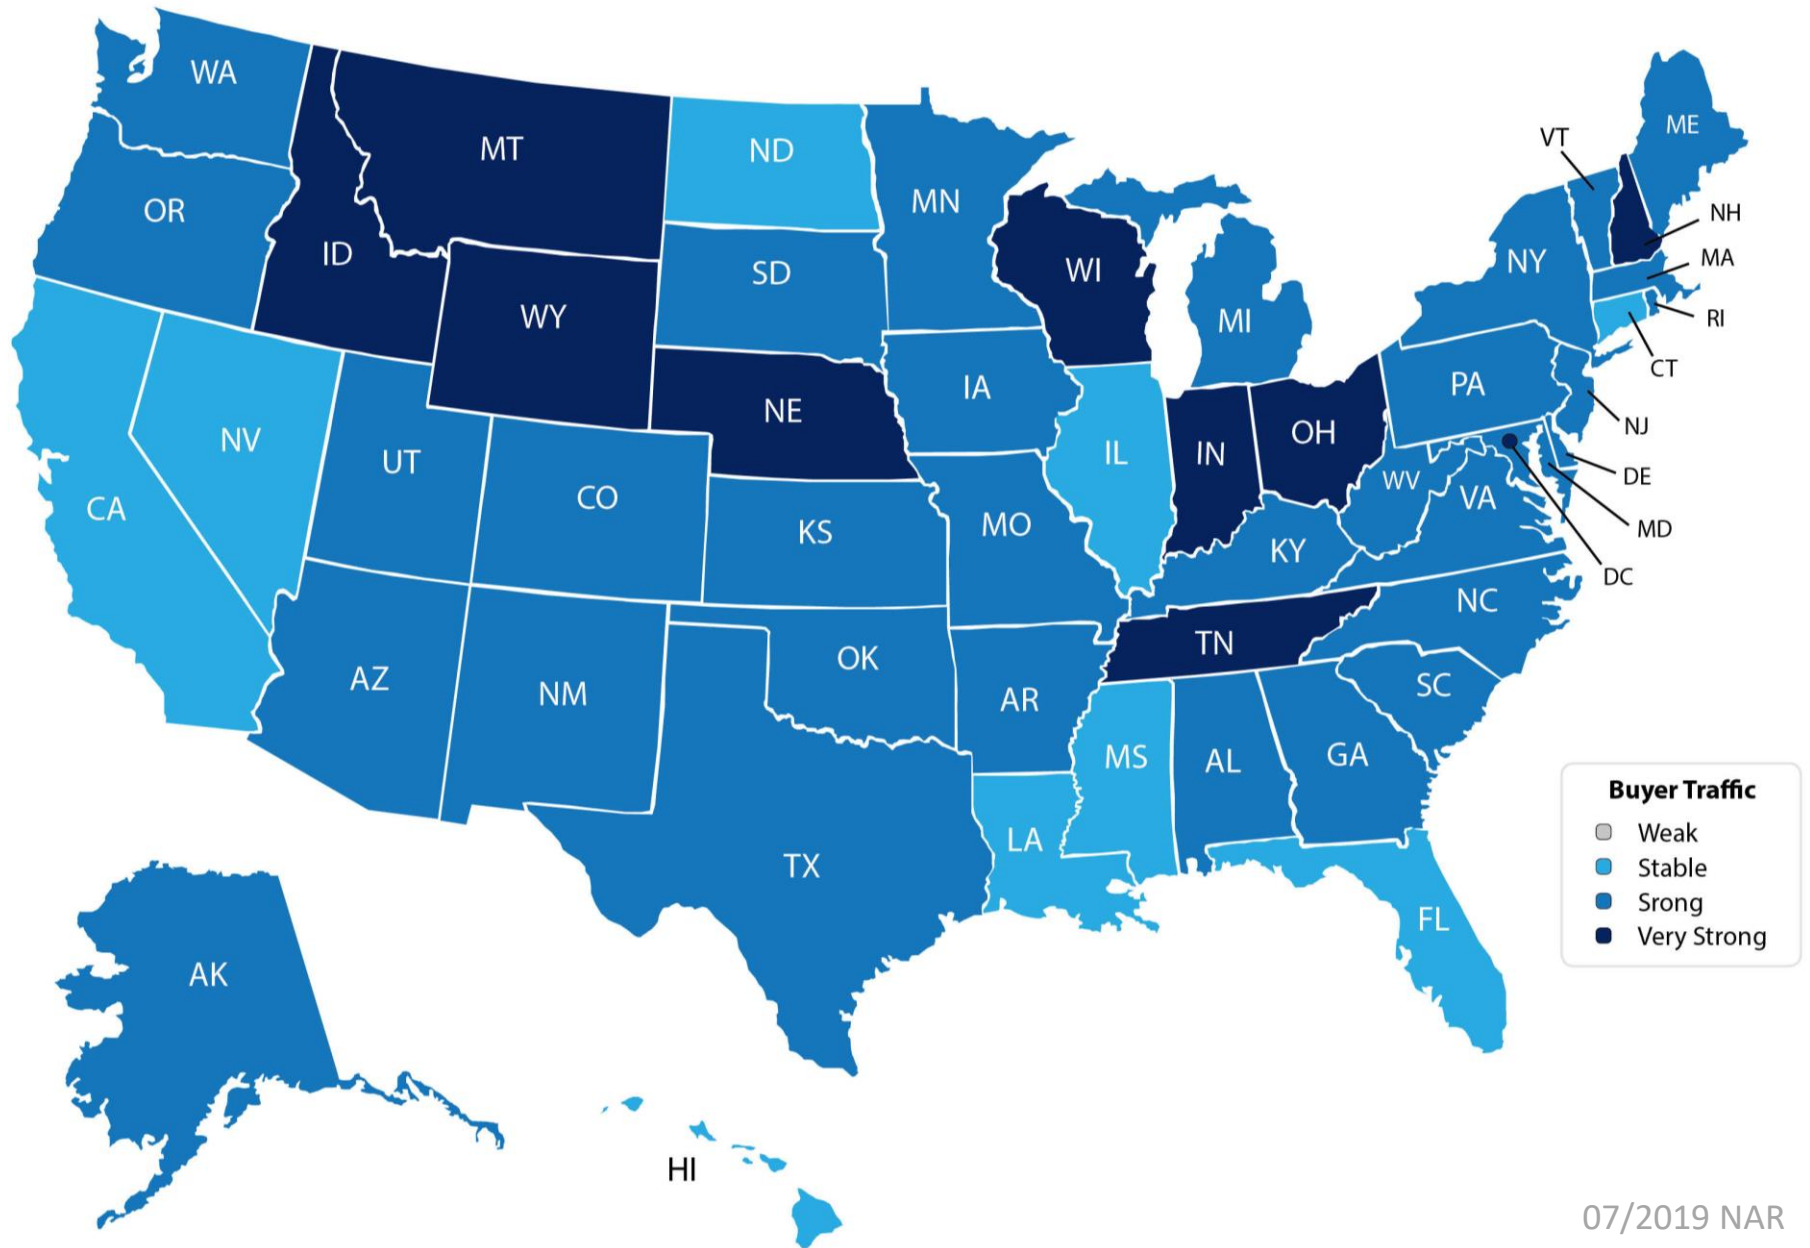 WA
MT
ND
MN
ME
VT
OR
ID
SD
WI
MI
NY
NH
MA
RI
CT
WY
NE
IA
PA
NJ
NV
UT
CO
IL
IN
OH
WV
VA
DE
MD
DC
CA
KS
MO
KY
NC
AZ
NM
OK
AR
TN
SC
MS
AL
GA
TX
LA
FL
AK
HI
Buyer Traffic
Weak
Stable
Srong
Very Strong
07/2019 NAR